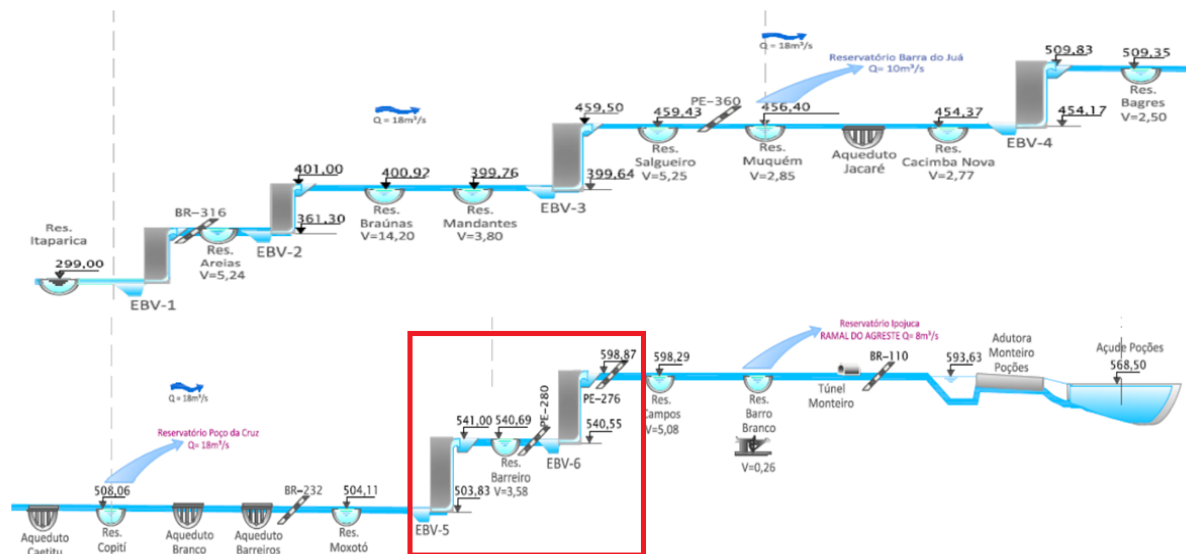 Q = 18m³/s
Q = 18m³/s
Reservatório Barra do Juá
Q= 10m³/s
509,83
509,35
Res.
Bagres
V=2,50
459,50
459,43
PE-360
456,40
454,37
454,17
Res.
Salgueiro
V=5,25
Res.
Muquém
V=2,85
Aqueduto
Jacaré
Res.
Cacimba Nova
V=2,77
EBV-4
Q = 18m³/s
401,00
400,92
399,76
399,64
EBV-3
Res.
Braúnas
V=14,20
Res.
Mandantes
V=3,80
BR-316
361,30
EBV-2
Res.
Areias
V=5,24
Res.
Itaparica
299,00
EBV-1
Reservatório Ipojuca
RAMAL DO AGRESTE Q= 8m³/s
598,87
598,29
BR-110
593,63
Adutora
Monteiro
Poções
Açude Poções
568,50
PE-276
Res.
Campos
V=5,08
Res.
Barro
Branco
V=0,26
Túnel
Monteiro
Q = 18m³/s
Reservatório Poço da Cruz
Q= 18m³/s
541,00
540,69
PE-280
540,55
EBV-6
Res.
Barreiro
V=3,58
508,06
BR-232
504,11
503,83
EBV-5
Aqueduto
Caetitu
Res.
Copití
Aqueduto
Branco
Aqueduto
Barreiros
Res.
Moxotó